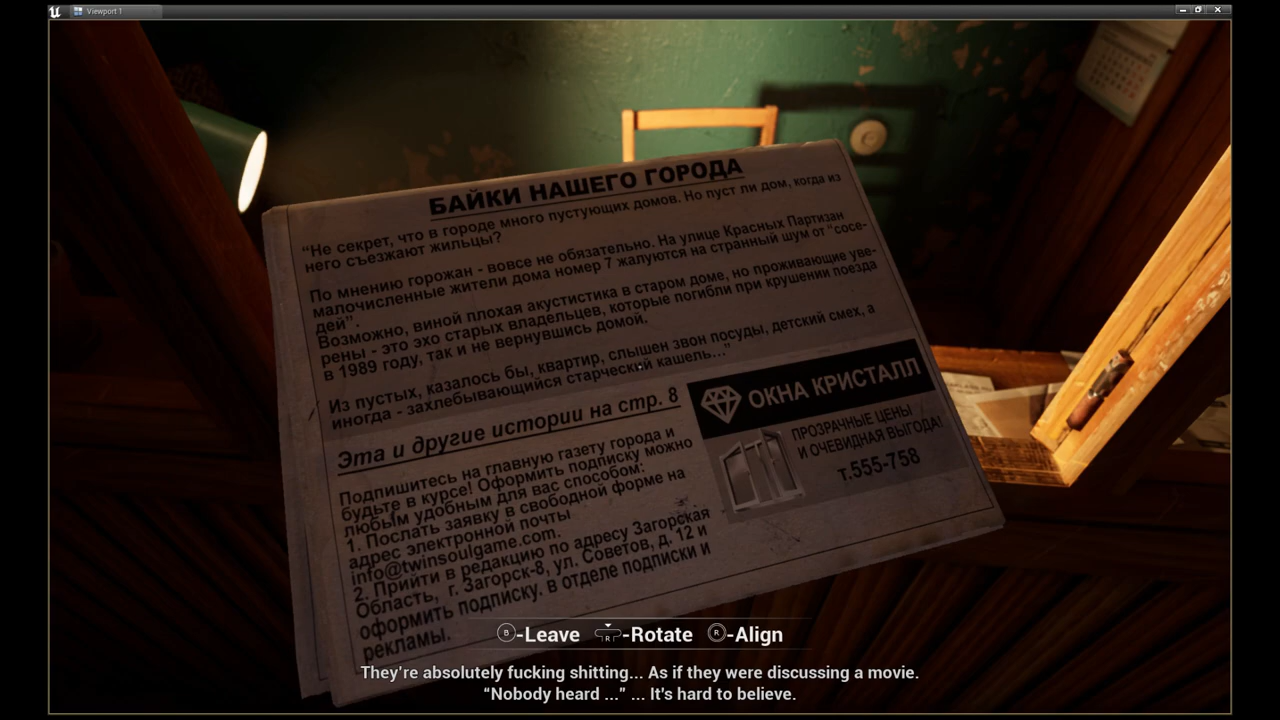 Viewport 1
БАЙКИ НАШЕГО ГОРОДА
“Не секрет, что в городе много пустующих домов. Но пуст ли дом, когда из
него съезжают жильцы?
По мнению горожан - вовсе не обязательно. На улице Красных Партизан
малочисленные жители дома номер 7 жалуются на странный шум от “сосе-
дей”.
Возможно, виной плохая акустистика в старом доме, но проживающие уве-
рены - это эхо старых владельцев, которые погибли при крушении поезда
в 1989 году, так и не вернувшись домой.
Из пустых, казалось бы, квартир, слышен звон посуды, детский смех, а
иногда - захлебывающийся старческий кашель...”
Эта и другие истории на стр. 8
Подпишитесь на главную газету города и
будьте в курсе! Оформить подписку можно
любым удобным для вас способом:
1. Послать заявку в свободной форме на
адрес электронной почты
info@twinsoulgame.com.
2. Прийти в редакцию по адресу Загорская
Область, г. Загорск-8, ул. Советов, д. 12 и
оформить подписку. в отделе подписки и
рекламы.
ОКНА КРИСТАЛЛ
ПРОЗРАЧНЫЕ ЦЕНЫ
И ОЧЕВИДНАЯ ВЫГОДА!
т.555-758
B-Leave R-Rotate R-Align
They're absolutely fucking shitting... As if they were discussing a movie.
“Nobody heard ...” ... It's hard to believe.